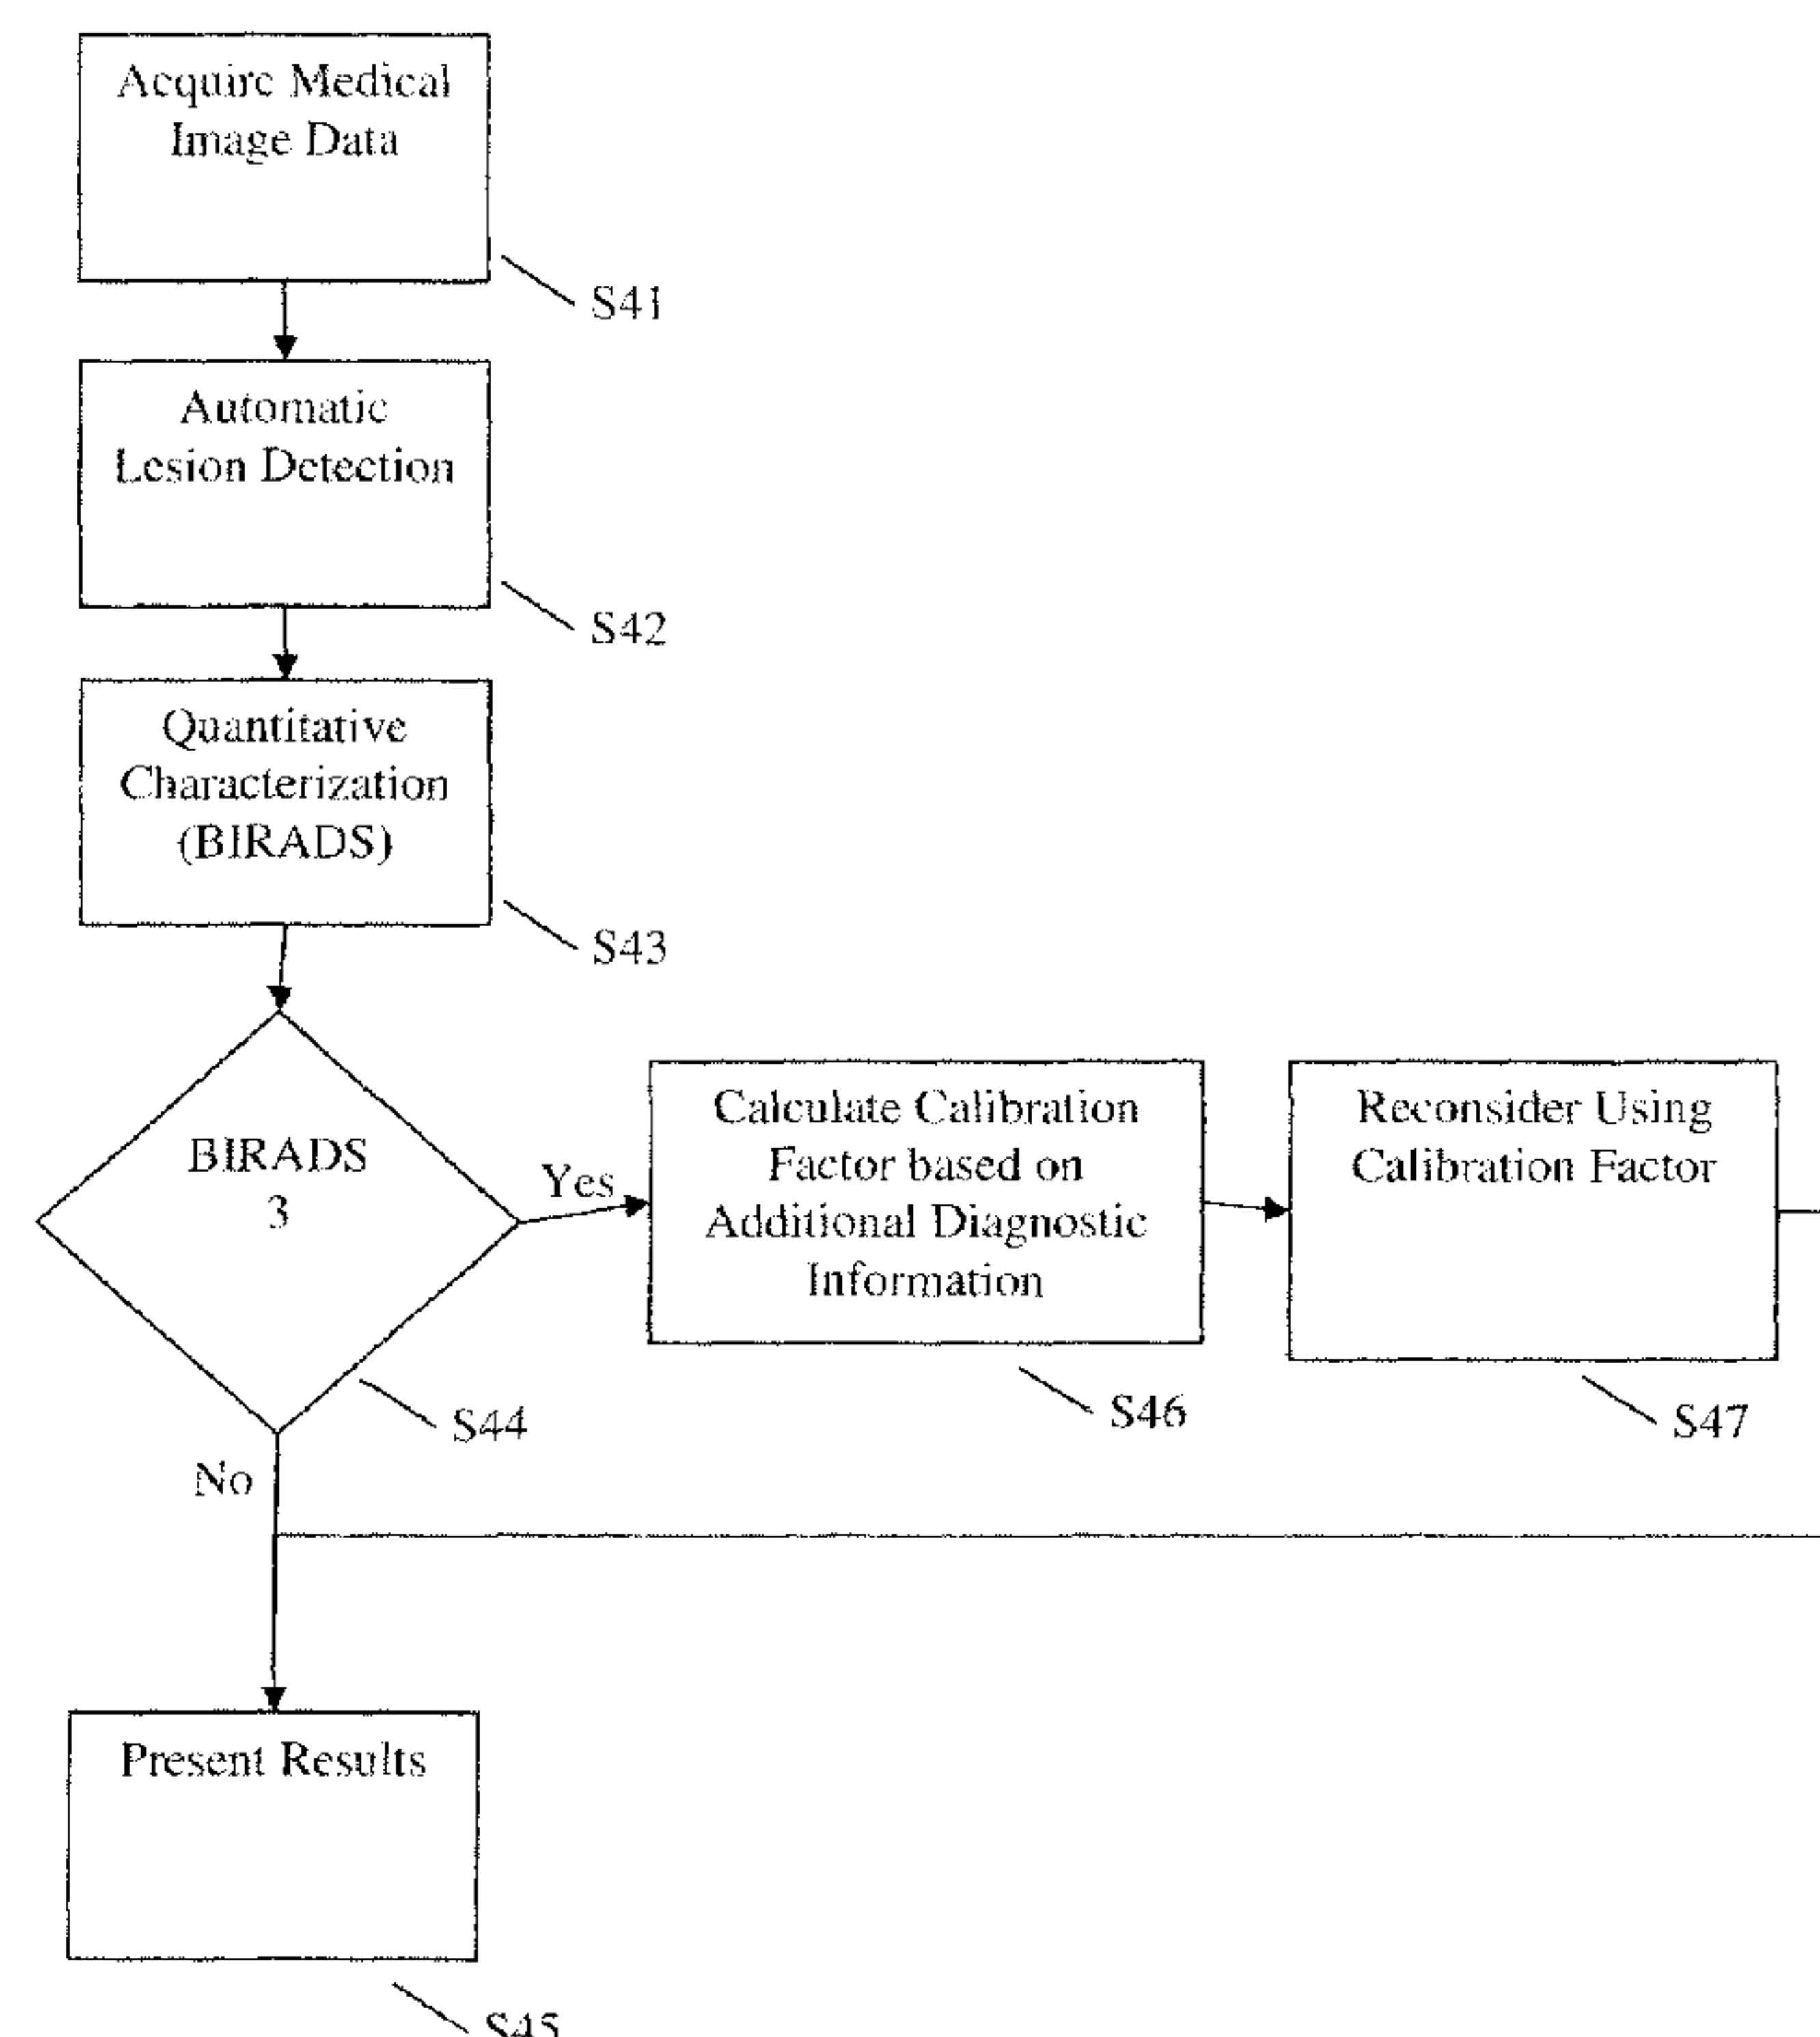 Acquire Medical
Image Data
S41
Automatic
Lesion Detection
S42
Quantitative
Characterization
(BIRADS)
S43
BIRADS
3
Yes
Calculate Calibration
Factor based on
Additional Diagnostic
Information
Reconsider Using
Calibration Factor
S44
S46
S47
No
Present Results
S45